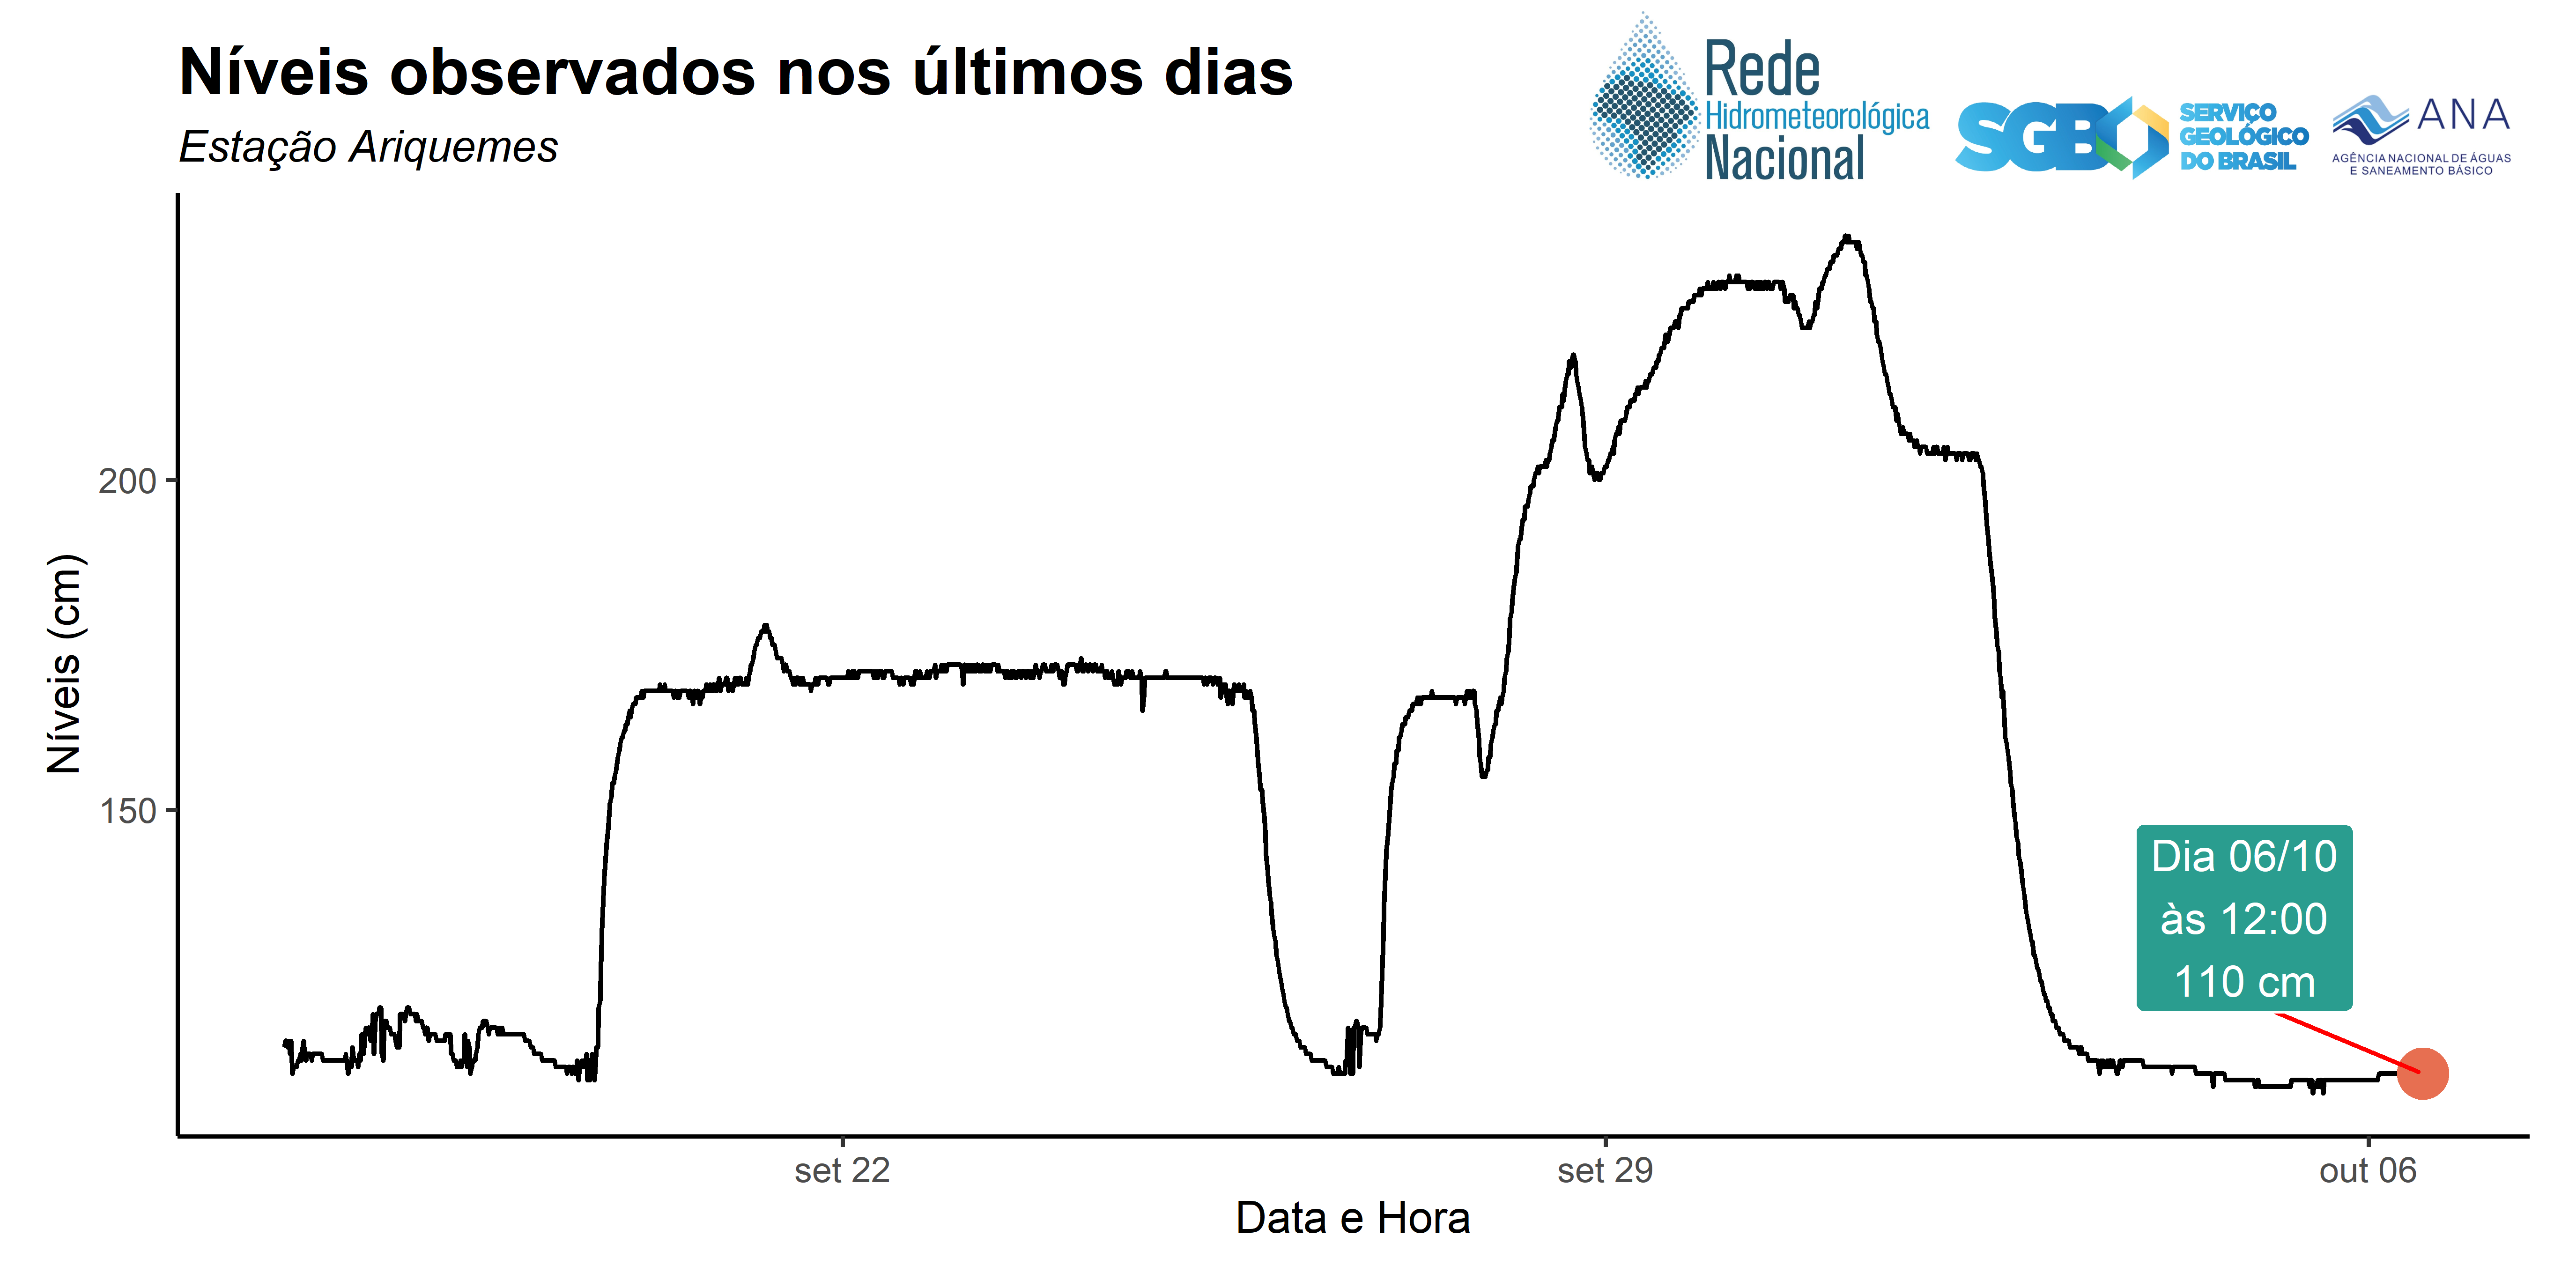 Níveis observados nos últimos dias
Estação Ariquemes
Rede
Hidrometeorológica
Nacional
SGB
SERVIÇO
GEOLÓGICO
DO BRASIL
ANA
AGÊNCIA NACIONAL DE ÁGUAS
E SANEAMENTO BÁSICO
Níveis (cm)
200
150
Dia 06/10
às 12:00
110 cm
set 22
set 29
out 06
Data e Hora